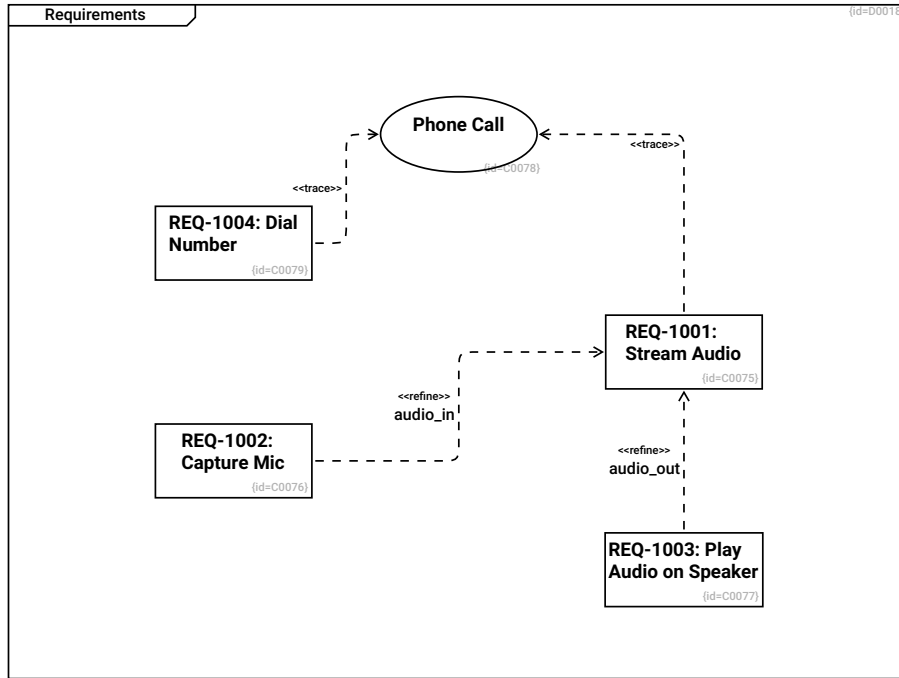 Requirements
{id=D0018
Phone Call
{id=C0078}
<<trace>>
<<trace>>
REQ-1004: Dial
Number
{id=C0079}
REQ-1001:
Stream Audio
{id=C0075}
<<refine>>
audio_in
REQ-1002:
Capture Mic
{id=C0076}
<<refine>>
audio_out
REQ-1003: Play
Audio on Speaker
{id=C0077}